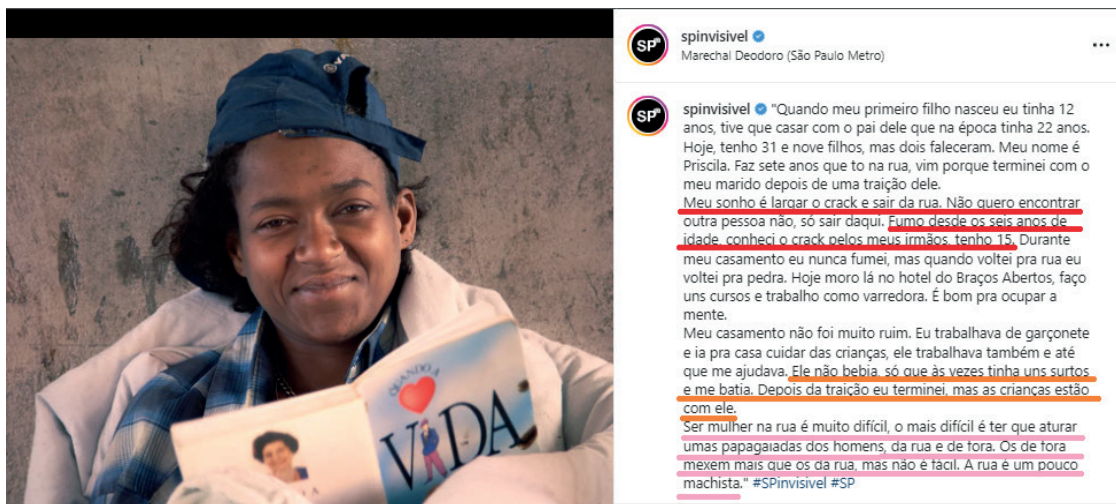 spinvisivel
Marechal Deodoro (São Paulo Metro)
spinvisivel "Quando meu primeiro filho nasceu eu tinha 12
anos, tive que casar com o pai dele que na época tinha 22 anos.
Hoje, tenho 31 e nove filhos, mas dois faleceram. Meu nome é
Priscila. Faz sete anos que to na rua, vim porque terminei com o
meu marido depois de uma traição dele.
Meu sonho é largar o crack e sair da rua. Não quero encontrar
outra pessoa não, só sair daqui. Fumo desde os seis anos de
idade, conheci o crack pelos meus irmãos, tenho 15. Durante
meu casamento eu nunca fumei, mas quando voltei pra rua eu
voltei pra pedra. Hoje moro lá no hotel do Braços Abertos, faço
uns cursos e trabalho como varredora. É bom pra ocupar a
mente.
Meu casamento não foi muito ruim. Eu trabalhava de garçonete
e ia pra casa cuidar das crianças, ele trabalhava também e até
que me ajudava. Ele não bebia, só que às vezes tinha uns surtos
e me batia. Depois da traição eu terminei, mas as crianças estão
com ele.
Ser mulher na rua é muito difícil, o mais difícil é ter que aturar
umas papagaiadas dos homens, da rua e de fora. Os de fora
mexem mais que os da rua, mas não é fácil. A rua é um pouco
machista." #SPinvisivel #SP
SP
SP
QUANDO A
VIDA